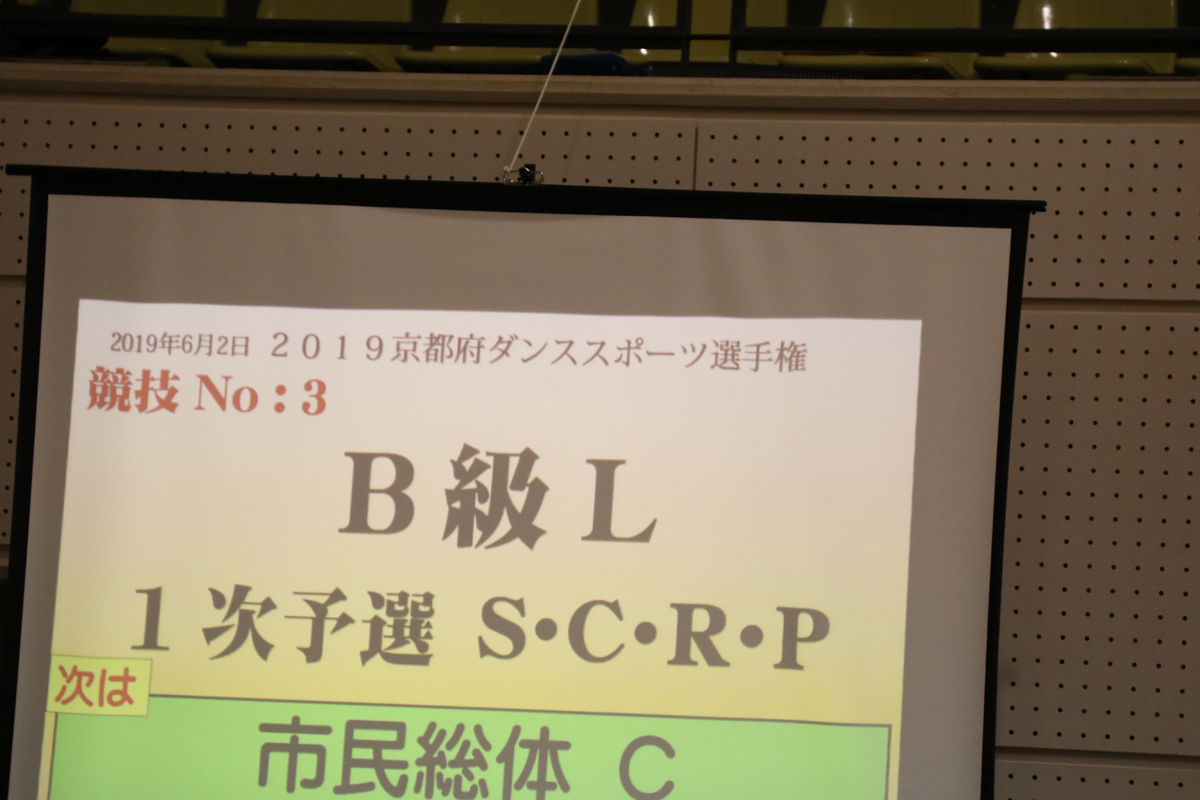 2019年6月2日 ２０１９京都府ダンススポーツ選手権
競技 No : 3
B 級 L
1 次予選 S・C・R・P
次は
市民総体 C